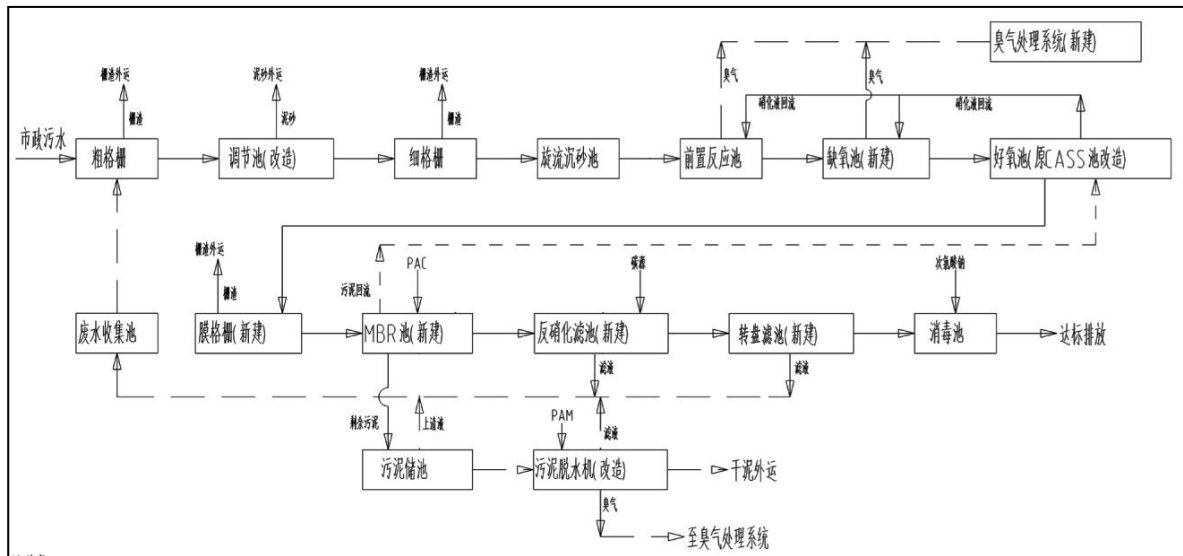 臭气处理系统(新建)
栅渣外运
泥砂外运
栅渣外运
臭气
臭气
栅渣
泥砂
栅渣
硝化液回流
硝化液回流
市政污水
粗格栅
调节池(改造)
细格栅
旋流沉砂池
前置反应池
缺氧池(新建)
好氧池(原CASS池改造)
栅渣外运
PAC
碳源
次氯酸钠
栅渣
污泥回流
废水收集池
膜格栅(新建)
MBR池(新建)
反硝化滤池(新建)
转盘滤池(新建)
消毒池
达标排放
滤液
滤液
剩余污泥
上清液
PAM
滤液
污泥储池
污泥脱水机(改造)
干泥外运
臭气
至臭气处理系统